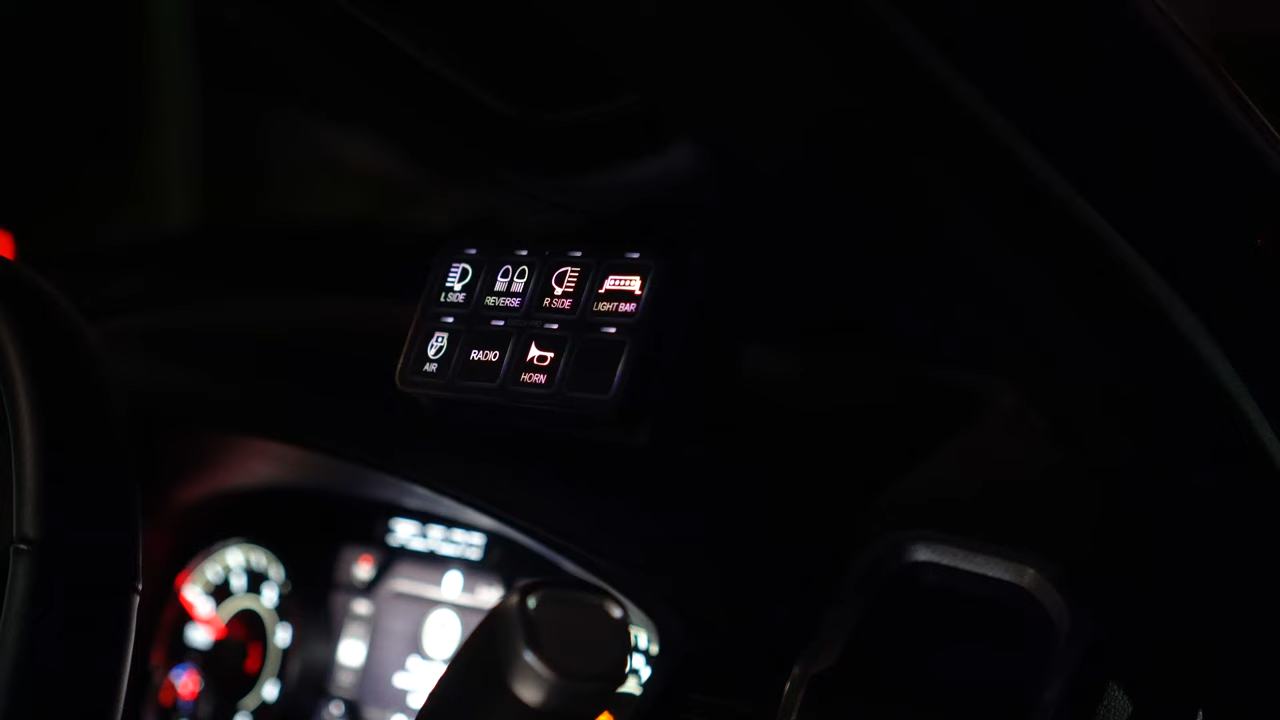 L SIDE
REVERSE
R SIDE
LIGHT BAR
AIR
RADIO
HORN